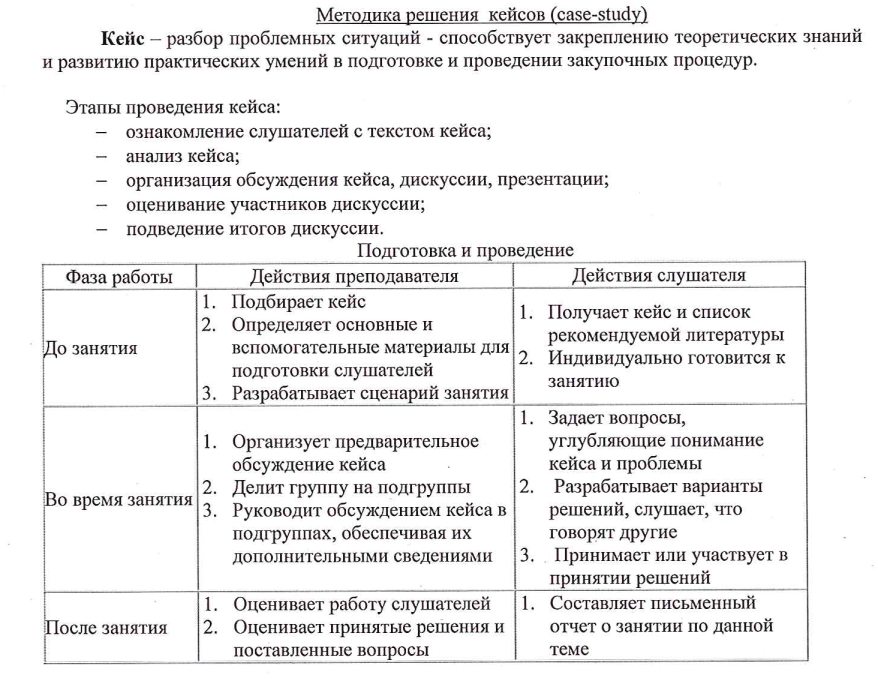 Методика решения кейсов (case-study)
Кейс – разбор проблемных ситуаций - способствует закреплению теоретических знаний
и развитию практических умений в подготовке и проведении закупочных процедур.
Этапы проведения кейса:
– ознакомление слушателей с текстом кейса;
– анализ кейса;
– организация обсуждения кейса, дискуссии, презентации;
– оценивание участников дискуссии;
– подведение итогов дискуссии.
Подготовка и проведение
Фаза работы
Действия преподавателя
Действия слушателя
До занятия
1. Подбирает кейс
2. Определяет основные и
вспомогательные материалы для
подготовки слушателей
3. Разрабатывает сценарий занятия
1. Получает кейс и список
рекомендуемой литературы
2. Индивидуально готовится к
занятию
Во время занятия
1. Организует предварительное
обсуждение кейса
2. Делит группу на подгруппы
3. Руководит обсуждением кейса в
подгруппах, обеспечивая их
дополнительными сведениями
1. Задает вопросы,
углубляющие понимание
кейса и проблемы
2. Разрабатывает варианты
решений, слушает, что
говорят другие
3. Принимает или участвует в
принятии решений
После занятия
1. Оценивает работу слушателей
2. Оценивает принятые решения и
поставленные вопросы
1. Составляет письменный
отчет о занятии по данной
теме